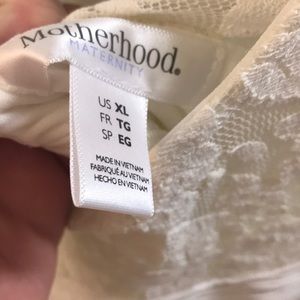 Motherhood.
MATERNITY
US XL
FR TG
SP EG
MADE IN VIETNAM
FABRIQUÉ AU VIETNAM
HECHO EN VIETNAM